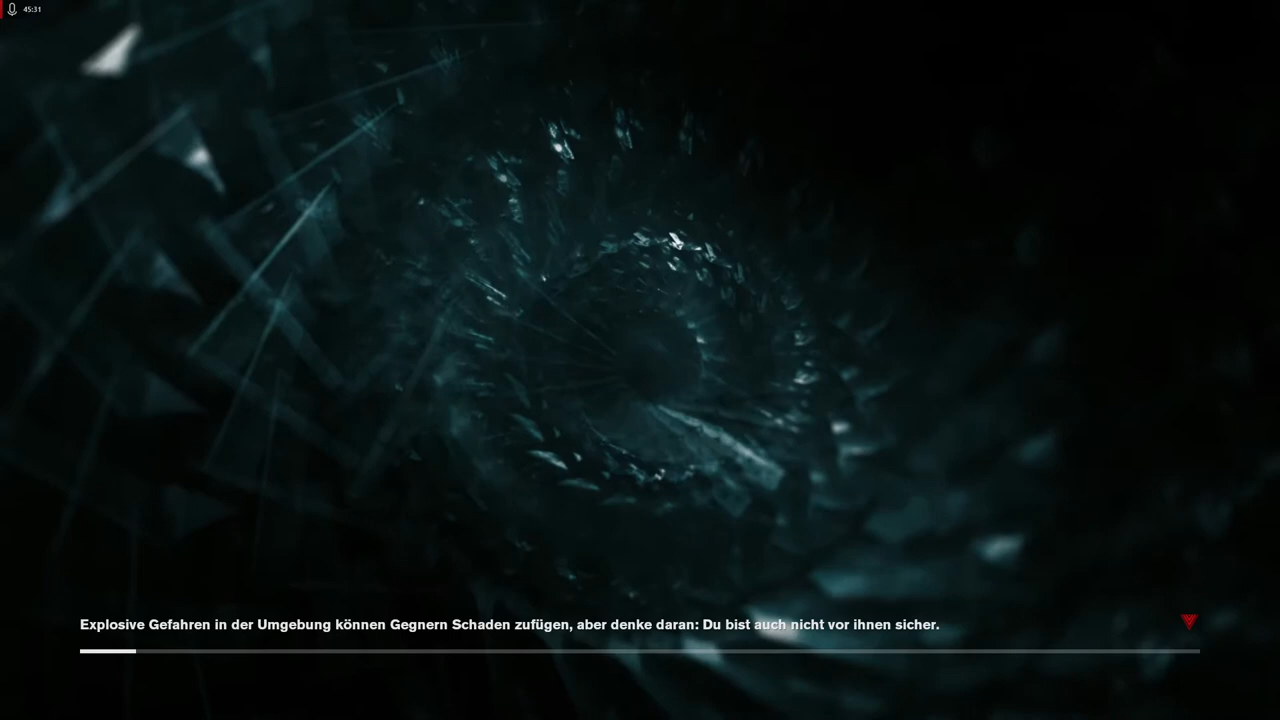 45:31
Explosive Gefahren in der Umgebung können Gegnern Schaden zufügen, aber denke daran: Du bist auch nicht vor ihnen sicher.